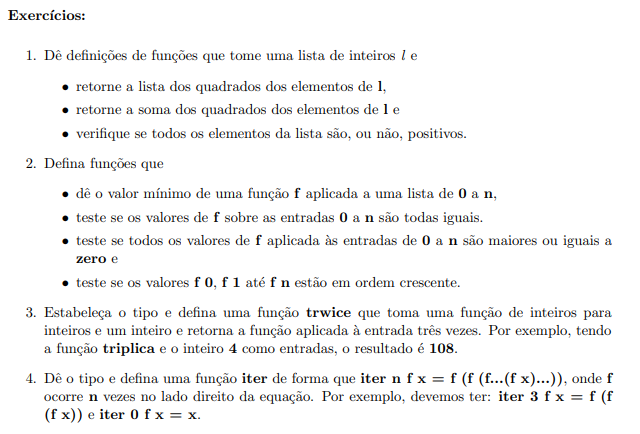 Exercícios:
1. Dê definições de funções que tome uma lista de inteiros l e
• retorne a lista dos quadrados dos elementos de l,
• retorne a soma dos quadrados dos elementos de l e
• verifique se todos os elementos da lista são, ou não, positivos.
2. Defina funções que
• dê o valor mínimo de uma função f aplicada a uma lista de 0 a n,
• teste se os valores de f sobre as entradas 0 a n são todas iguais.
• teste se todos os valores de f aplicada às entradas de 0 a n são maiores ou iguais a
zero e
• teste se os valores f 0, f 1 até f n estão em ordem crescente.
3. Estabeleça o tipo e defina uma função trwice que toma uma função de inteiros para
inteiros e um inteiro e retorna a função aplicada à entrada três vezes. Por exemplo, tendo
a função triplica e o inteiro 4 como entradas, o resultado é 108.
4. Dê o tipo e defina uma função iter de forma que iter n f x = f (f (f...(f x)...)), onde f
ocorre n vezes no lado direito da equação. Por exemplo, devemos ter: iter 3 f x = f (f
(f x)) e iter 0 f x = x.